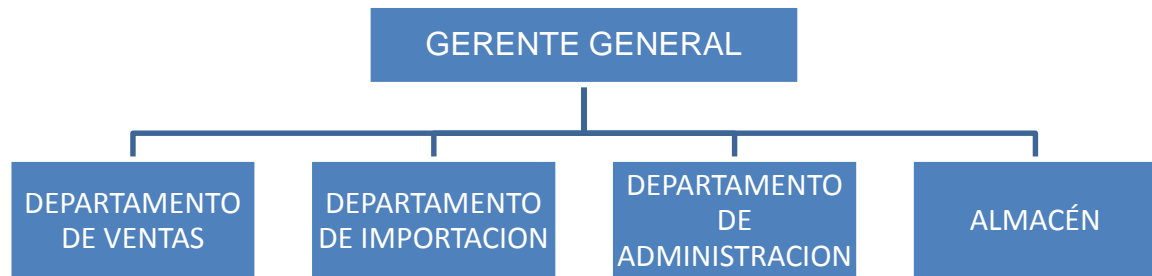 GERENTE GENERAL
DEPARTAMENTO
DE VENTAS
DEPARTAMENTO
DE IMPORTACION
DEPARTAMENTO
DE
ADMINISTRACION
ALMACÉN